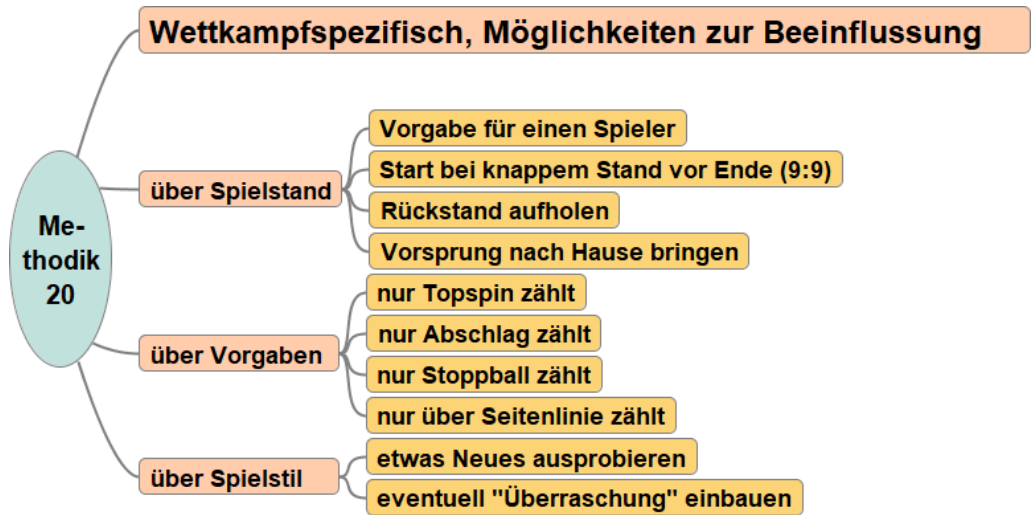 Wettkampfspezifisch, Möglichkeiten zur Beeinflussung
Me-
thodik
20
über Spielstand
Vorgabe für einen Spieler
Start bei knappem Stand vor Ende (9:9)
Rückstand aufholen
Vorsprung nach Hause bringen
über Vorgaben
nur Topspin zählt
nur Abschlag zählt
nur Stoppball zählt
nur über Seitenlinie zählt
über Spielstil
etwas Neues ausprobieren
eventuell "Überraschung" einbauen